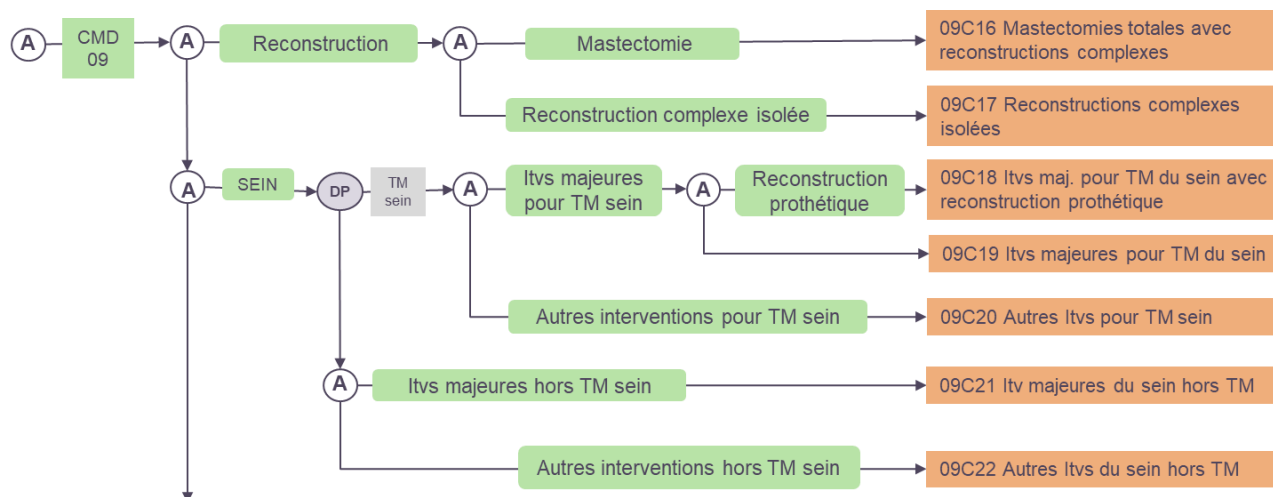 A
CMD
09
A
Reconstruction
A
Mastectomie
09C16 Mastectomies totales avec
reconstructions complexes
Reconstruction complexe isolée
09C17 Reconstructions complexes
isolées
A
SEIN
DP
TM
sein
A
Itvs majeures
pour TM sein
A
Reconstruction
prothétique
09C18 Itvs maj. pour TM du sein avec
reconstruction prothétique
09C19 Itvs majeures pour TM du sein
Autres interventions pour TM sein
09C20 Autres Itvs pour TM sein
A
Itvs majeures hors TM sein
09C21 Itv majeures du sein hors TM
Autres interventions hors TM sein
09C22 Autres Itvs du sein hors TM